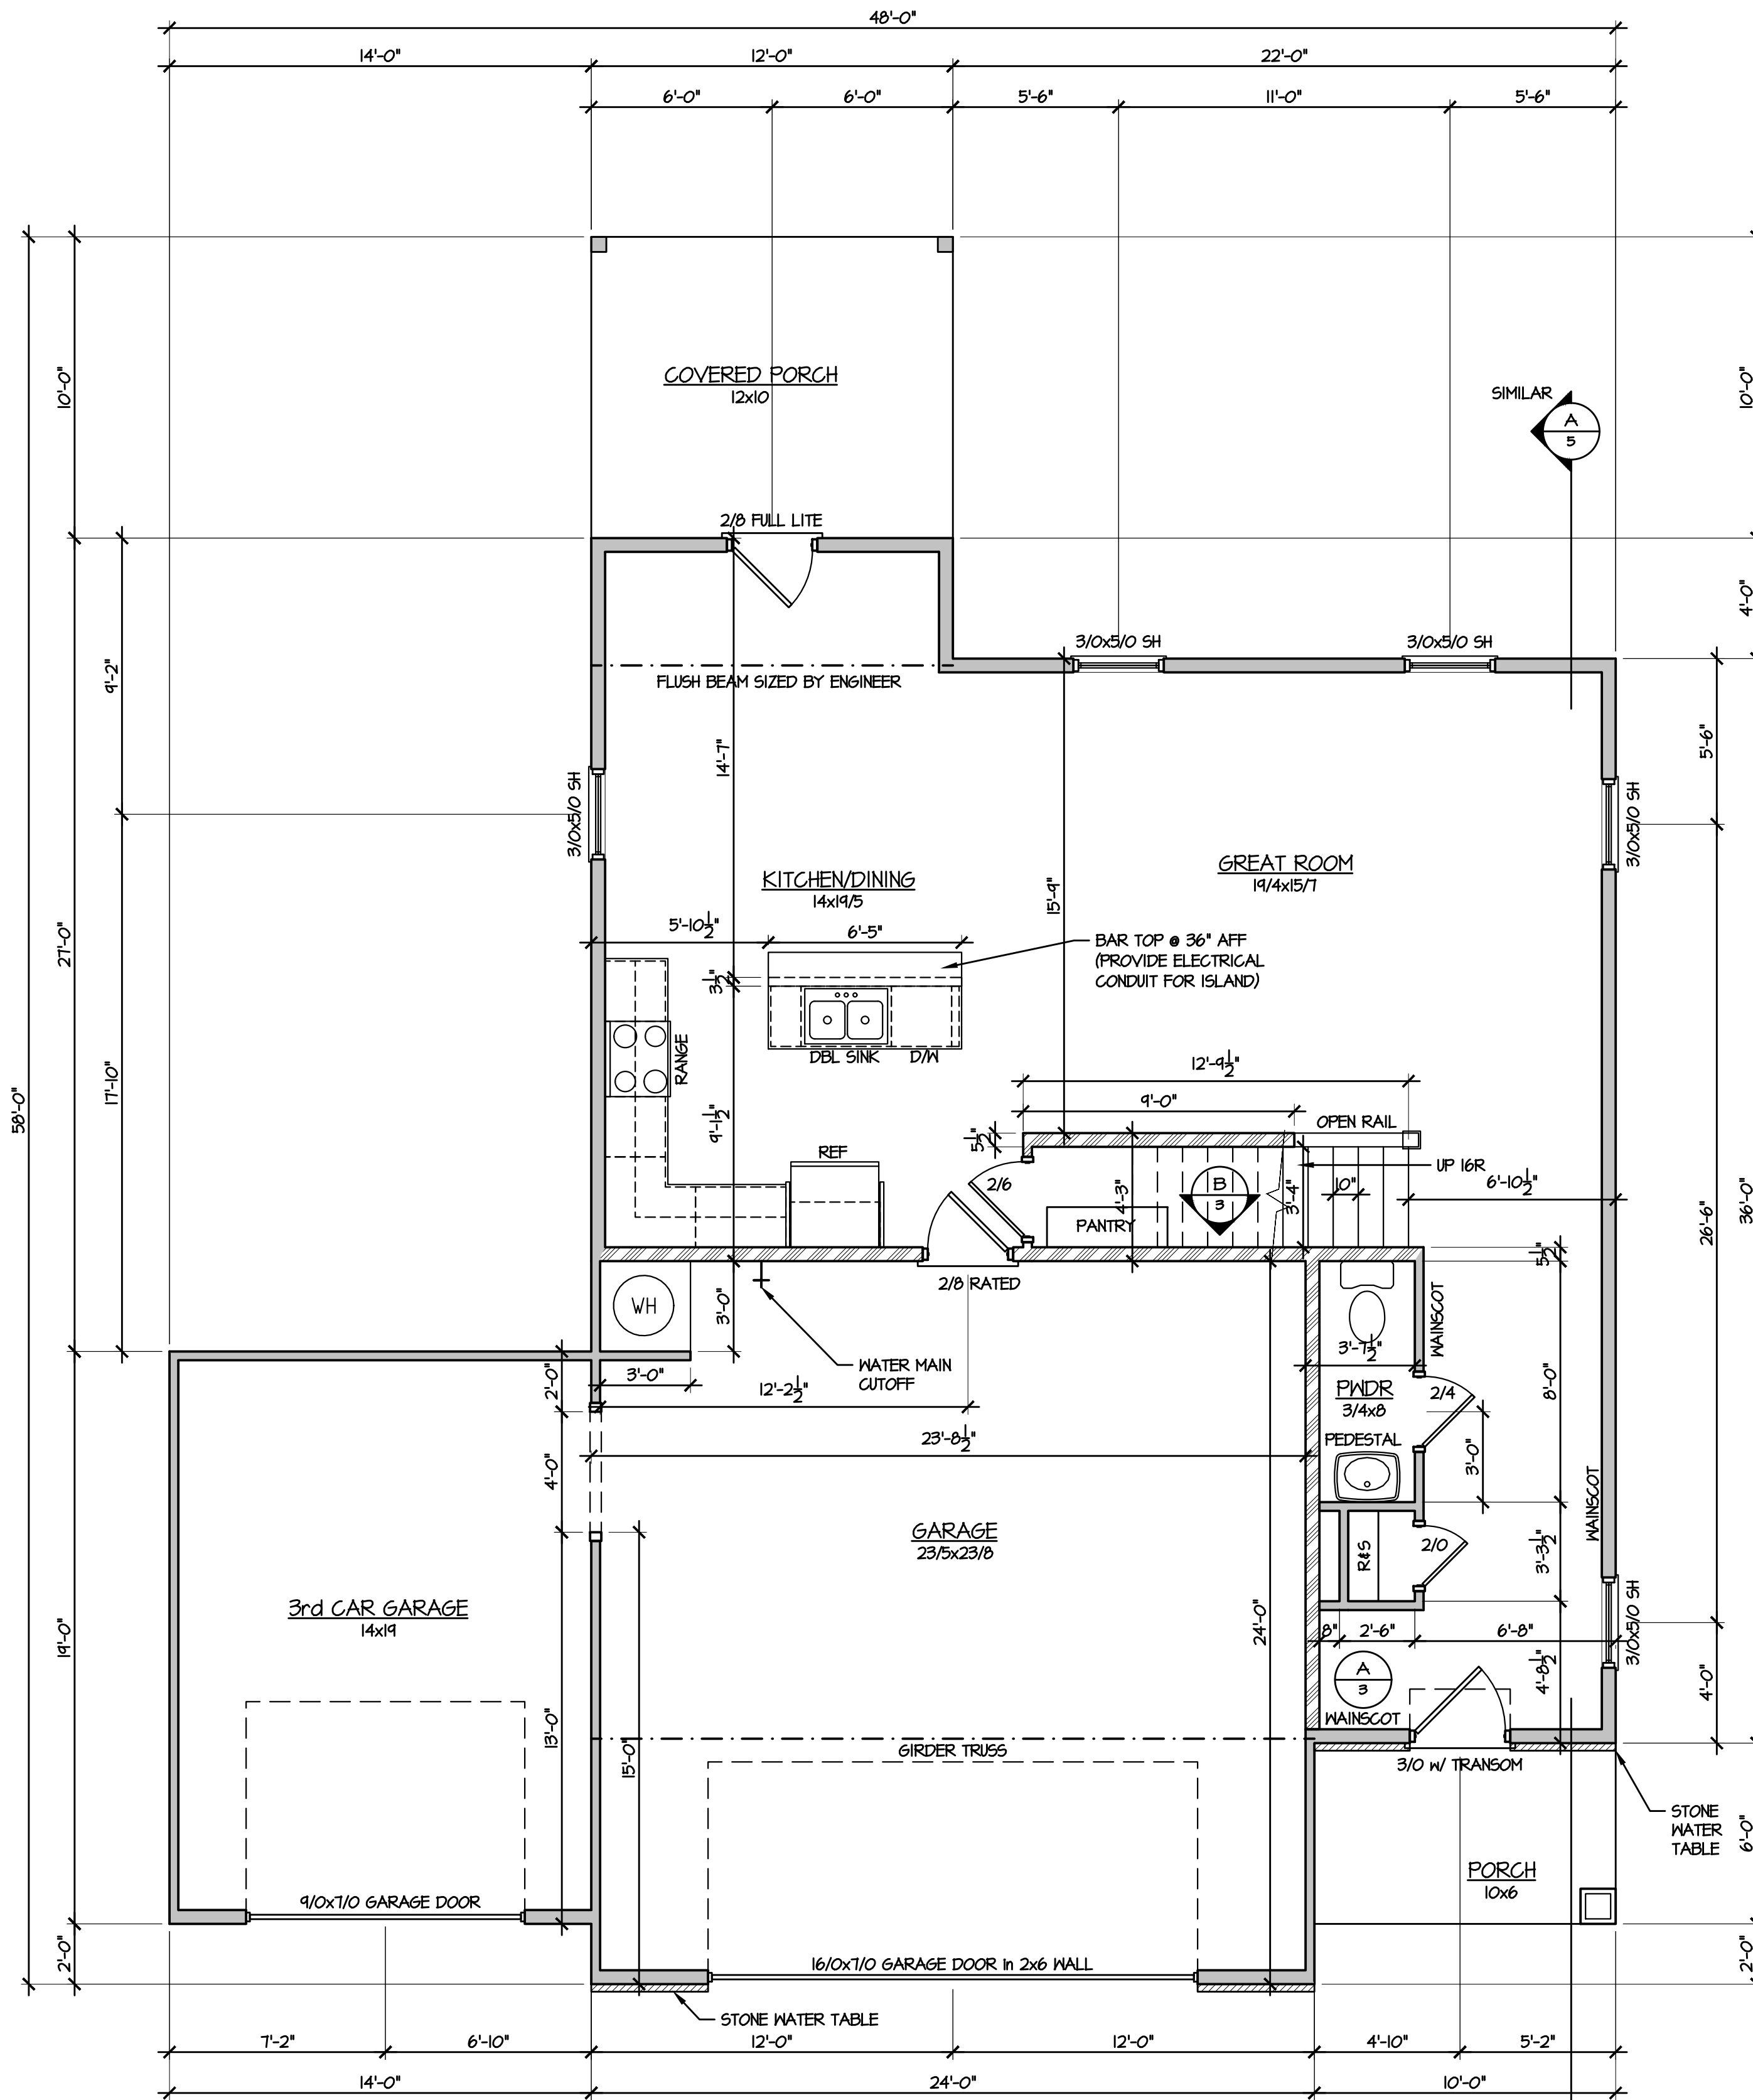 48'-0"
14'-0" 12'-0" 22'-0"
6'-0" 6'-0" 5'-6" 11'-0" 5'-6"
COVERED PORCH
12x10
10'-0"
10'-0"
SIMILAR
A
5
2/8 FULL LITE
4'-0"
3/0x5/0 SH
3/0x5/0 SH
FLUSH BEAM SIZED BY ENGINEER
9'-2"
14'-7"
5'-6"
3/0x5/0 SH
3/0x5/0 SH
KITCHEN/DINING
14x19/5
GREAT ROOM
19/4x15/7
15'-9"
5'-10 1/2"
6'-5"
BAR TOP @ 36" AFF
(PROVIDE ELECTRICAL
CONDUIT FOR ISLAND)
27'-0"
3 1/2"
RANGE
DBL SINK D/W
17'-10"
58'-0"
12'-9 1/2"
9'-0"
9'-1 1/2"
5 1/2"
OPEN RAIL
REF
2/6
UP 16R
4'-3"
B
3
3'-4"
10"
6'-10 1/2"
26'-6"
36'-0"
PANTRY
5 1/2"
2/8 RATED
WH
3'-0"
WATER MAIN
CUTOFF
3'-0"
12'-2 1/2"
2'-0"
WAINSCOT
3'-7 1/2"
PWDR
3/4x8
2/4
8'-0"
PEDESTAL
3'-0"
23'-8 1/2"
4'-0"
WAINSCOT
GARAGE
23/5x23/8
R&S
2/0
3'-3 1/2"
3rd CAR GARAGE
14x19
19'-0"
24'-0"
8" 2'-6" 6'-8"
3/0x5/0 SH
A
3
4'-8 1/2"
4'-0"
WAINSCOT
13'-0"
15'-0"
GIRDER TRUSS
3/0 w/ TRANSOM
STONE
WATER
TABLE
6'-0"
PORCH
10x6
9/0x7/0 GARAGE DOOR
2'-0"
16/0x7/0 GARAGE DOOR in 2x6 WALL
2'-0"
STONE WATER TABLE
7'-2" 6'-10" 12'-0" 12'-0" 4'-10" 5'-2"
14'-0" 24'-0" 10'-0"